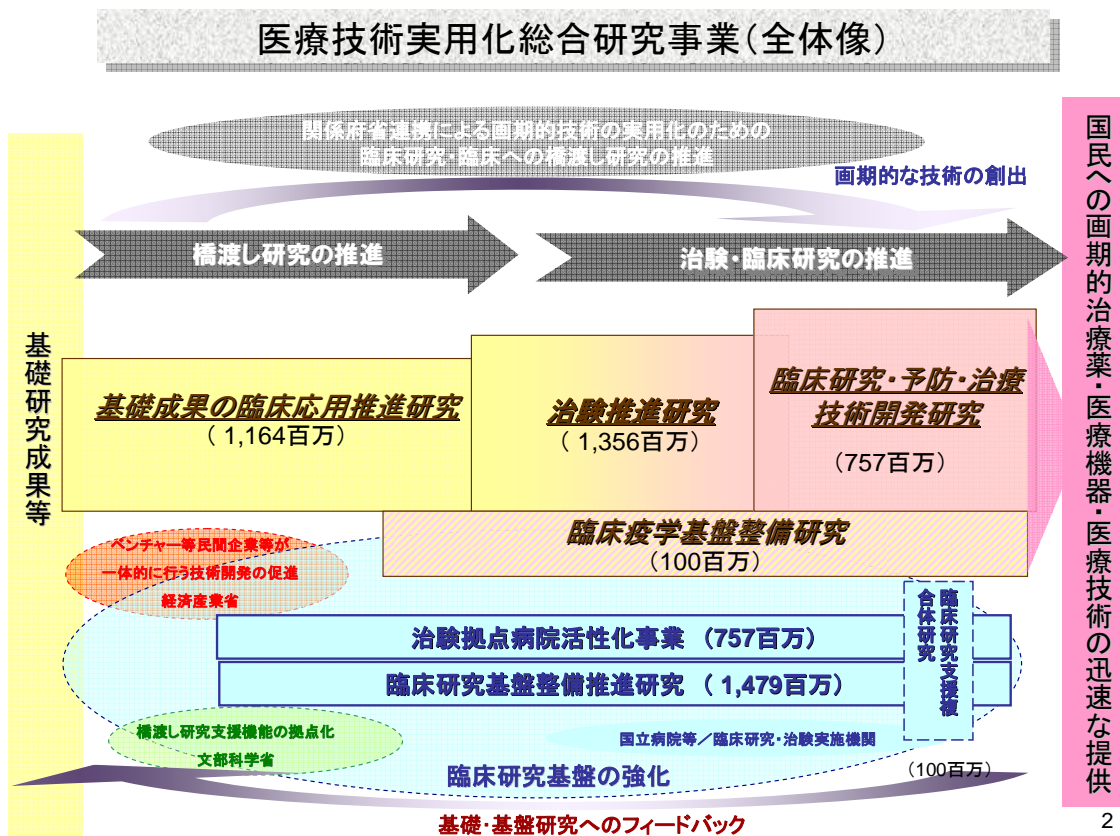 医療技術実用化総合研究事業(全体像)
関係府省連携による画期的技術の実用化のための
臨床研究・臨床への橋渡し研究の推進
画期的な技術の創出
橋渡し研究の推進
治験・臨床研究の推進
基礎研究成果等
基礎成果の臨床応用推進研究
( 1,164百万)
治験推進研究
( 1,356百万)
臨床研究・予防・治療
技術開発研究
(757百万)
臨床疫学基盤整備研究
(100百万)
ベンチャー等民間企業等が
一体的に行う技術開発の促進
経済産業省
治験拠点病院活性化事業 (757百万)
臨床研究基盤整備推進研究 ( 1,479百万)
臨床研究支援複
合体研究
(100百万)
橋渡し研究支援機能の拠点化
文部科学省
国立病院等/臨床研究・治験実施機関
臨床研究基盤の強化
基礎・基盤研究へのフィードバック
国民への画期的治療薬・医療機器・医療技術の迅速な提供
2